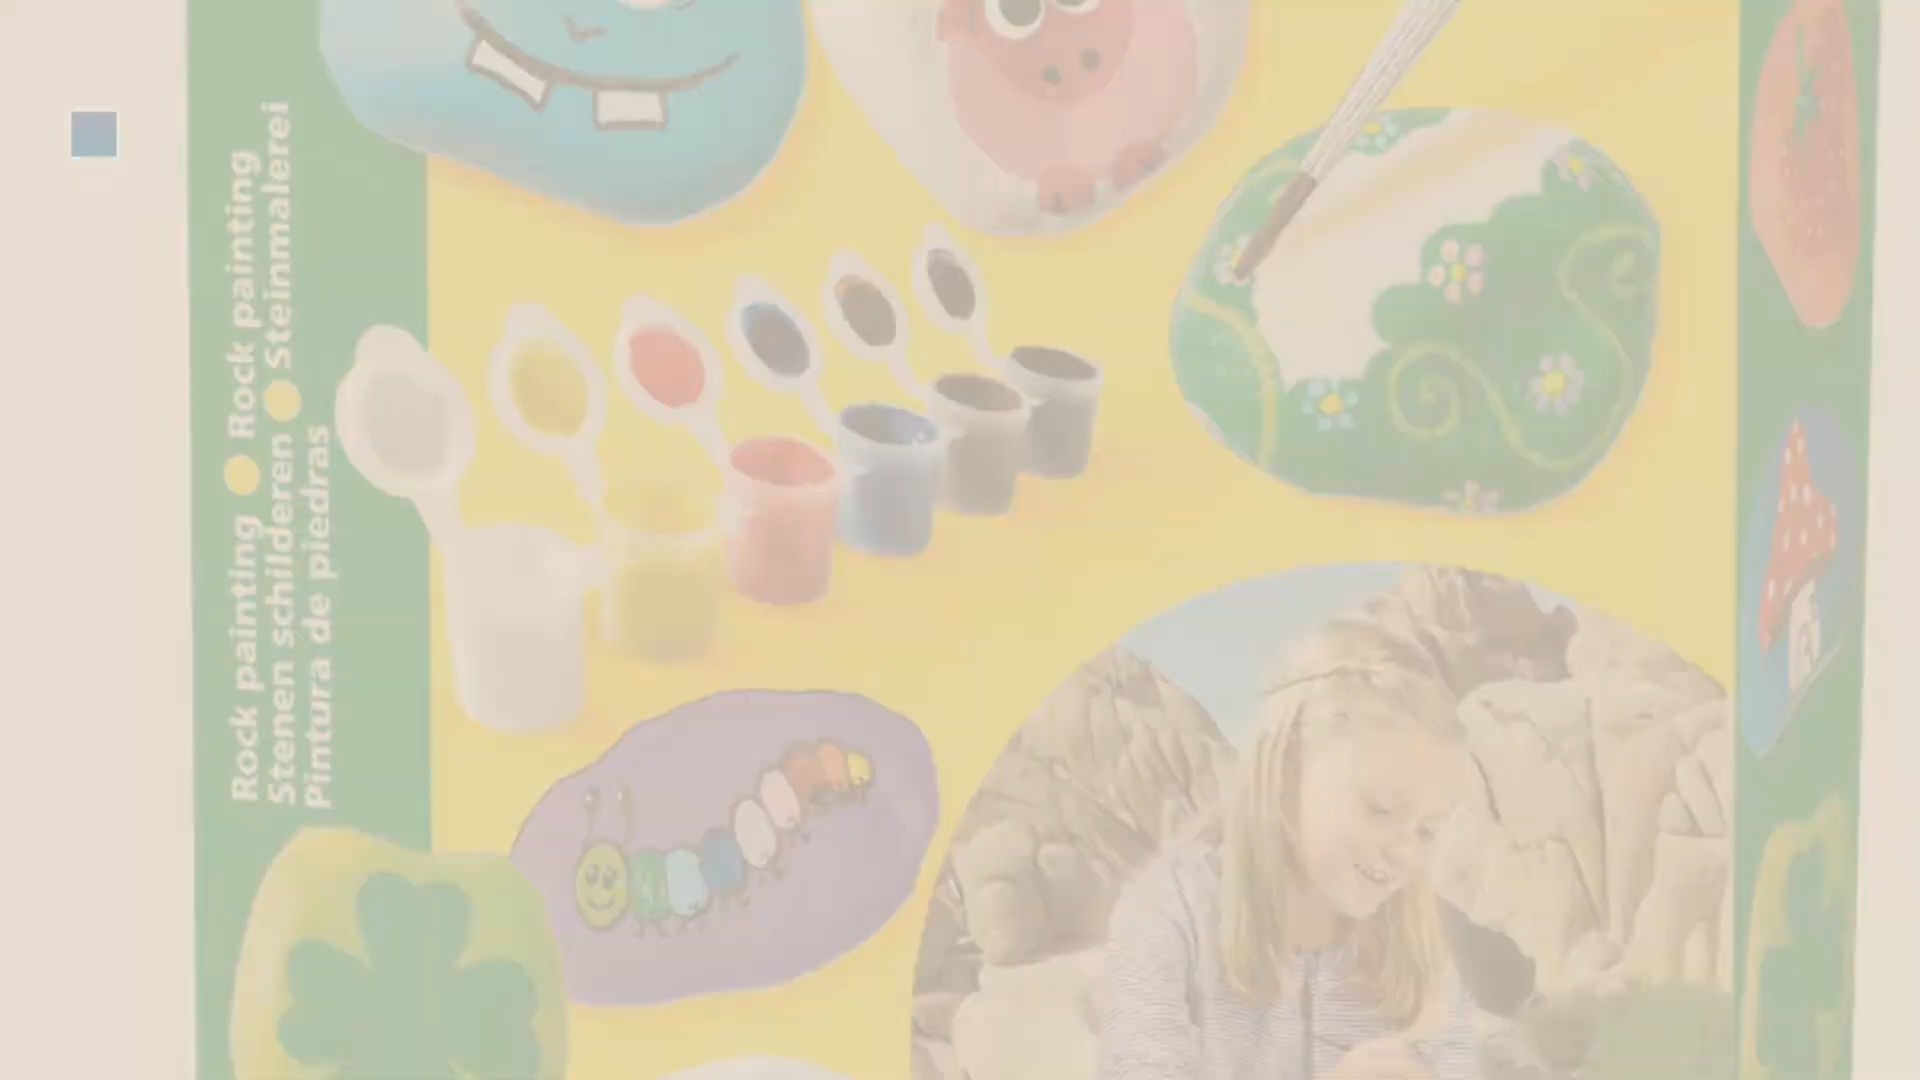 Rock painting ● Rock painting
Stenen schilderen ● Steinmalerei
Pintura de piedras